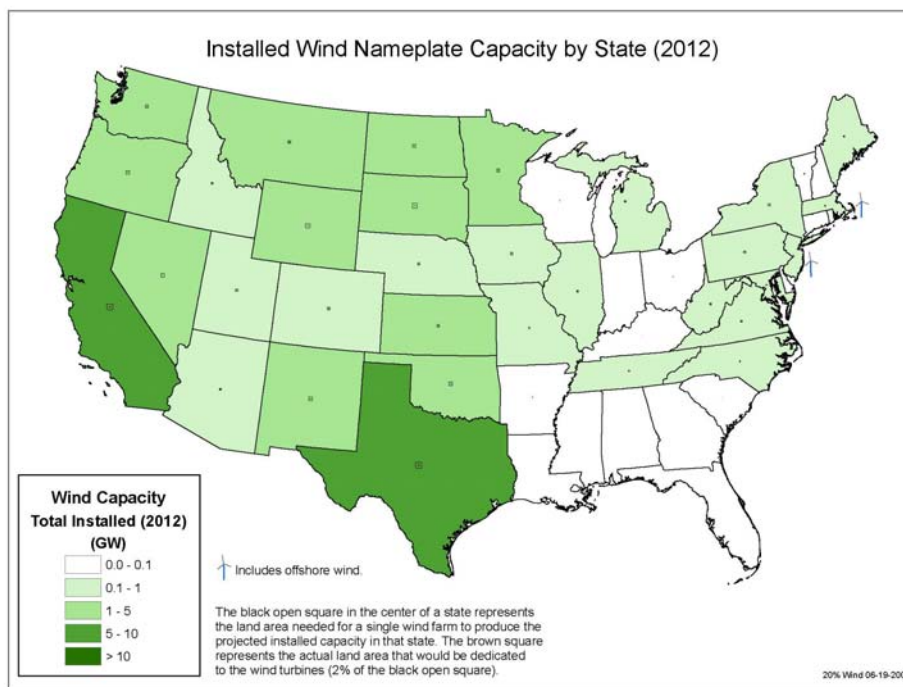 Installed Wind Nameplate Capacity by State (2012)
Wind Capacity
Total Installed (2012)
(GW)
0.0 - 0.1
0.1 - 1
1 - 5
5 - 10
> 10
Includes offshore wind.
The black open square in the center of a state represents
the land area needed for a single wind farm to produce the
projected installed capacity in that state. The brown square
represents the actual land area that would be dedicated
to the wind turbines (2% of the black open square).
20% Wind